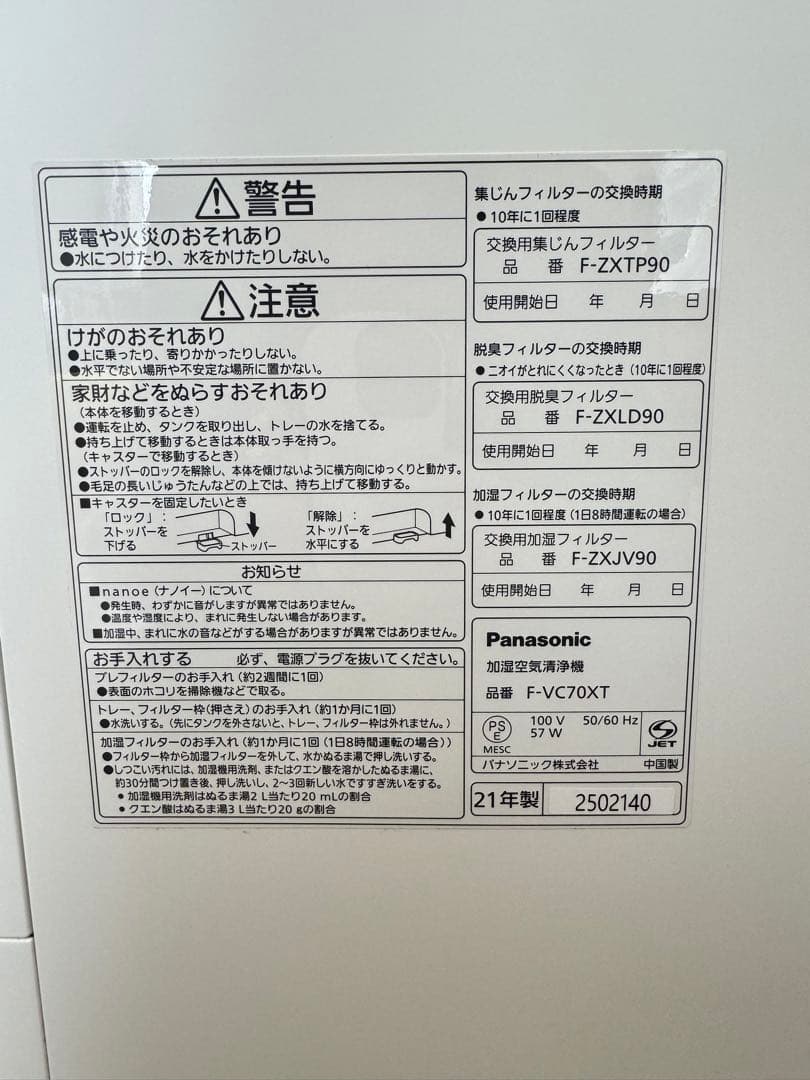 警告
感電や火災のおそれあり
●水につけたり、水をかけたりしない。
注意
けがのおそれあり
●上に乗ったり、寄りかかったりしない。
●水平でない場所や不安定な場所に置かない。
家財などをぬらすおそれあり
（本体を移動するとき）
●運転を止め、タンクを取り出し、トレーの水を捨てる。
●持ち上げて移動するときは本体取っ手を持つ。
（キャスターで移動するとき）
●ストッパーのロックを解除し、本体を傾けないように横方向にゆっくりと動かす。
●毛足の長いじゅうたんなどの上では、持ち上げて移動する。
■キャスターを固定したいとき
「ロック」：
ストッパーを
下げる
ストッパー
「解除」：
ストッパーを
水平にする
お知らせ
■nanoe（ナノイー）について
●発生時、わずかに音がしますが異常ではありません。
●温度や湿度により、まれに発生しない場合があります。
■加湿中、まれに水の音などがする場合がありますが異常ではありません。
お手入れする 必ず、電源プラグを抜いてください。
プレフィルターのお手入れ（約2週間に1回）
●表面のホコリを掃除機などで取る。
トレー、フィルター枠（押さえ）のお手入れ（約1か月に1回）
●水洗いする。（先にタンクを外さないと、トレー、フィルター枠は外れません。）
加湿フィルターのお手入れ（約1か月に1回（1日8時間運転の場合））
●フィルター枠から加湿フィルターを外して、水かぬるま湯で押し洗いする。
●しつこい汚れには、加湿機用洗剤、またはクエン酸を溶かしたぬるま湯に、
約30分間つけ置き後、押し洗いし、2～3回新しい水ですすぎ洗いをする。
• 加湿機用洗剤はぬるま湯2 L当たり20 mLの割合
• クエン酸はぬるま湯3 L当たり20 gの割合
集じんフィルターの交換時期
● 10年に1回程度
交換用集じんフィルター
品 番 F-ZXTP90
使用開始日 年 月 日
脱臭フィルターの交換時期
● ニオイがとれにくくなったとき（10年に1回程度）
交換用脱臭フィルター
品 番 F-ZXLD90
使用開始日 年 月 日
加湿フィルターの交換時期
● 10年に1回程度（1日8時間運転の場合）
交換用加湿フィルター
品 番 F-ZXJV90
使用開始日 年 月 日
Panasonic
加湿空気清浄機
品番 F-VC70XT
PS
E
MESC
100 V 50/60 Hz
57 W
JET
パナソニック株式会社 中国製
21年製 2502140